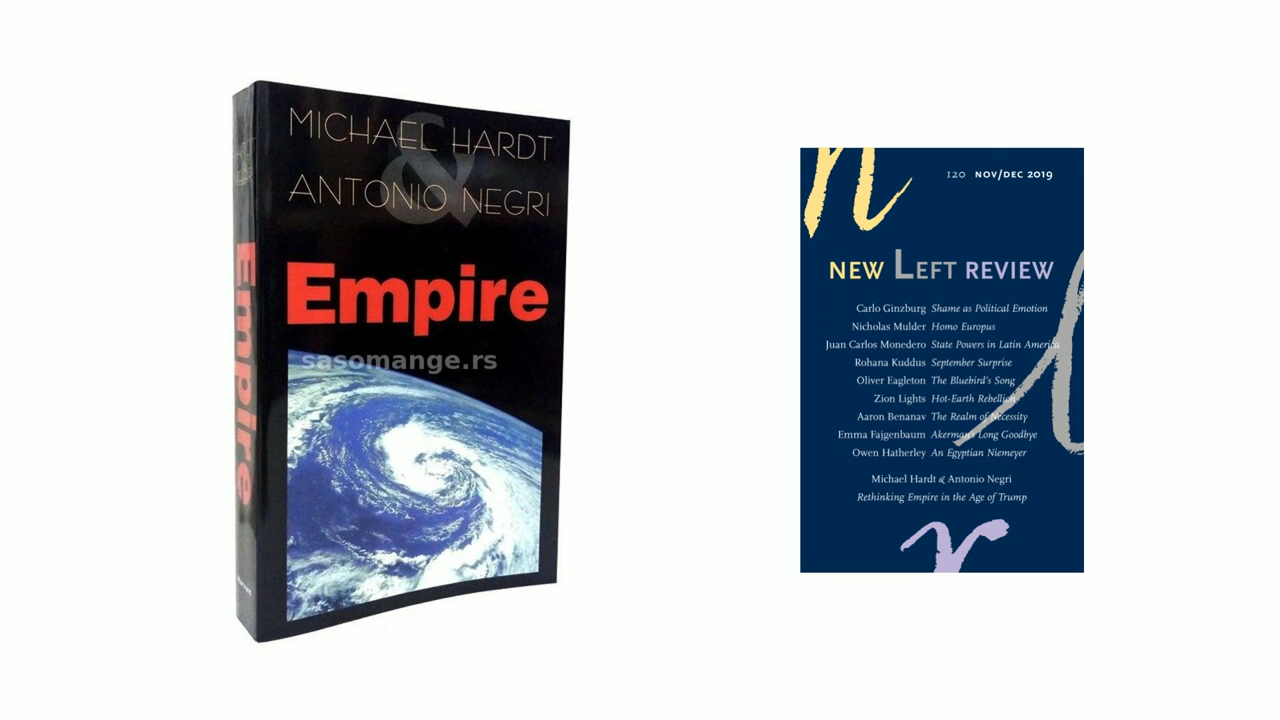 MICHAEL HARDT
&
ANTONIO NEGRI
Empire
Empire
sasomange.rs
120 NOV/DEC 2019
NEW LEFT REVIEW
Carlo Ginzburg Shame as Political Emotion
Nicholas Mulder Homo Europus
Juan Carlos Monedero State Powers in Latin America
Rohana Kuddus September Surprise
Oliver Eagleton The Bluebird's Song
Zion Lights Hot-Earth Rebellion
Aaron Benanav The Realm of Necessity
Emma Fajgenbaum Akerman's Long Goodbye
Owen Hatherley An Egyptian Niemeyer
Michael Hardt & Antonio Negri
Rethinking Empire in the Age of Trump
n
l
r